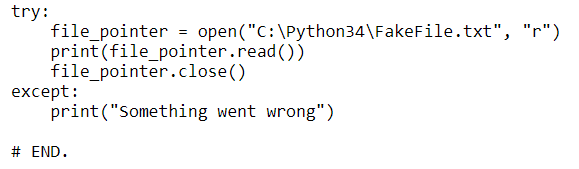 try:
    file_pointer = open("C:\Python34\FakeFile.txt", "r")
    print(file_pointer.read())
    file_pointer.close()
except:
    print("Something went wrong")

# END.